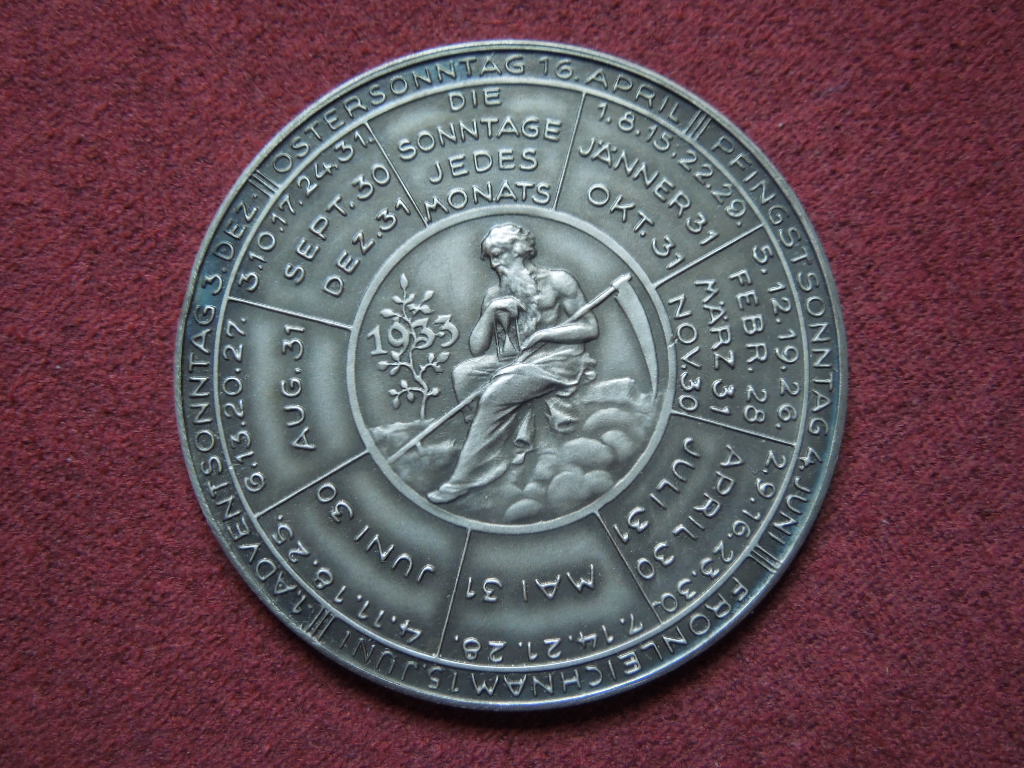 OSTERSONNTAG 16. APRIL ||| PFINGSTSONNTAG 4. JUNI ||| FRONLEICHNAM 15. JUNI ||| 1. ADVENTSONNTAG 3. DEZ. |||
DIE
SONNTAGE
JEDES
MONATS
1. 8. 15. 22. 29.
JÄNNER 31
OKT. 31
5. 12. 19. 26.
FEBR. 28
MÄRZ 31
NOV. 30
2. 9. 16. 23. 30.
APRIL 30
JULI 31
7. 14. 21. 28.
MAI 31
4. 11. 18. 25.
JUNI 30
6. 13. 20. 27.
AUG. 31
3. 10. 17. 24. 31.
SEPT. 30
DEZ. 31
1933